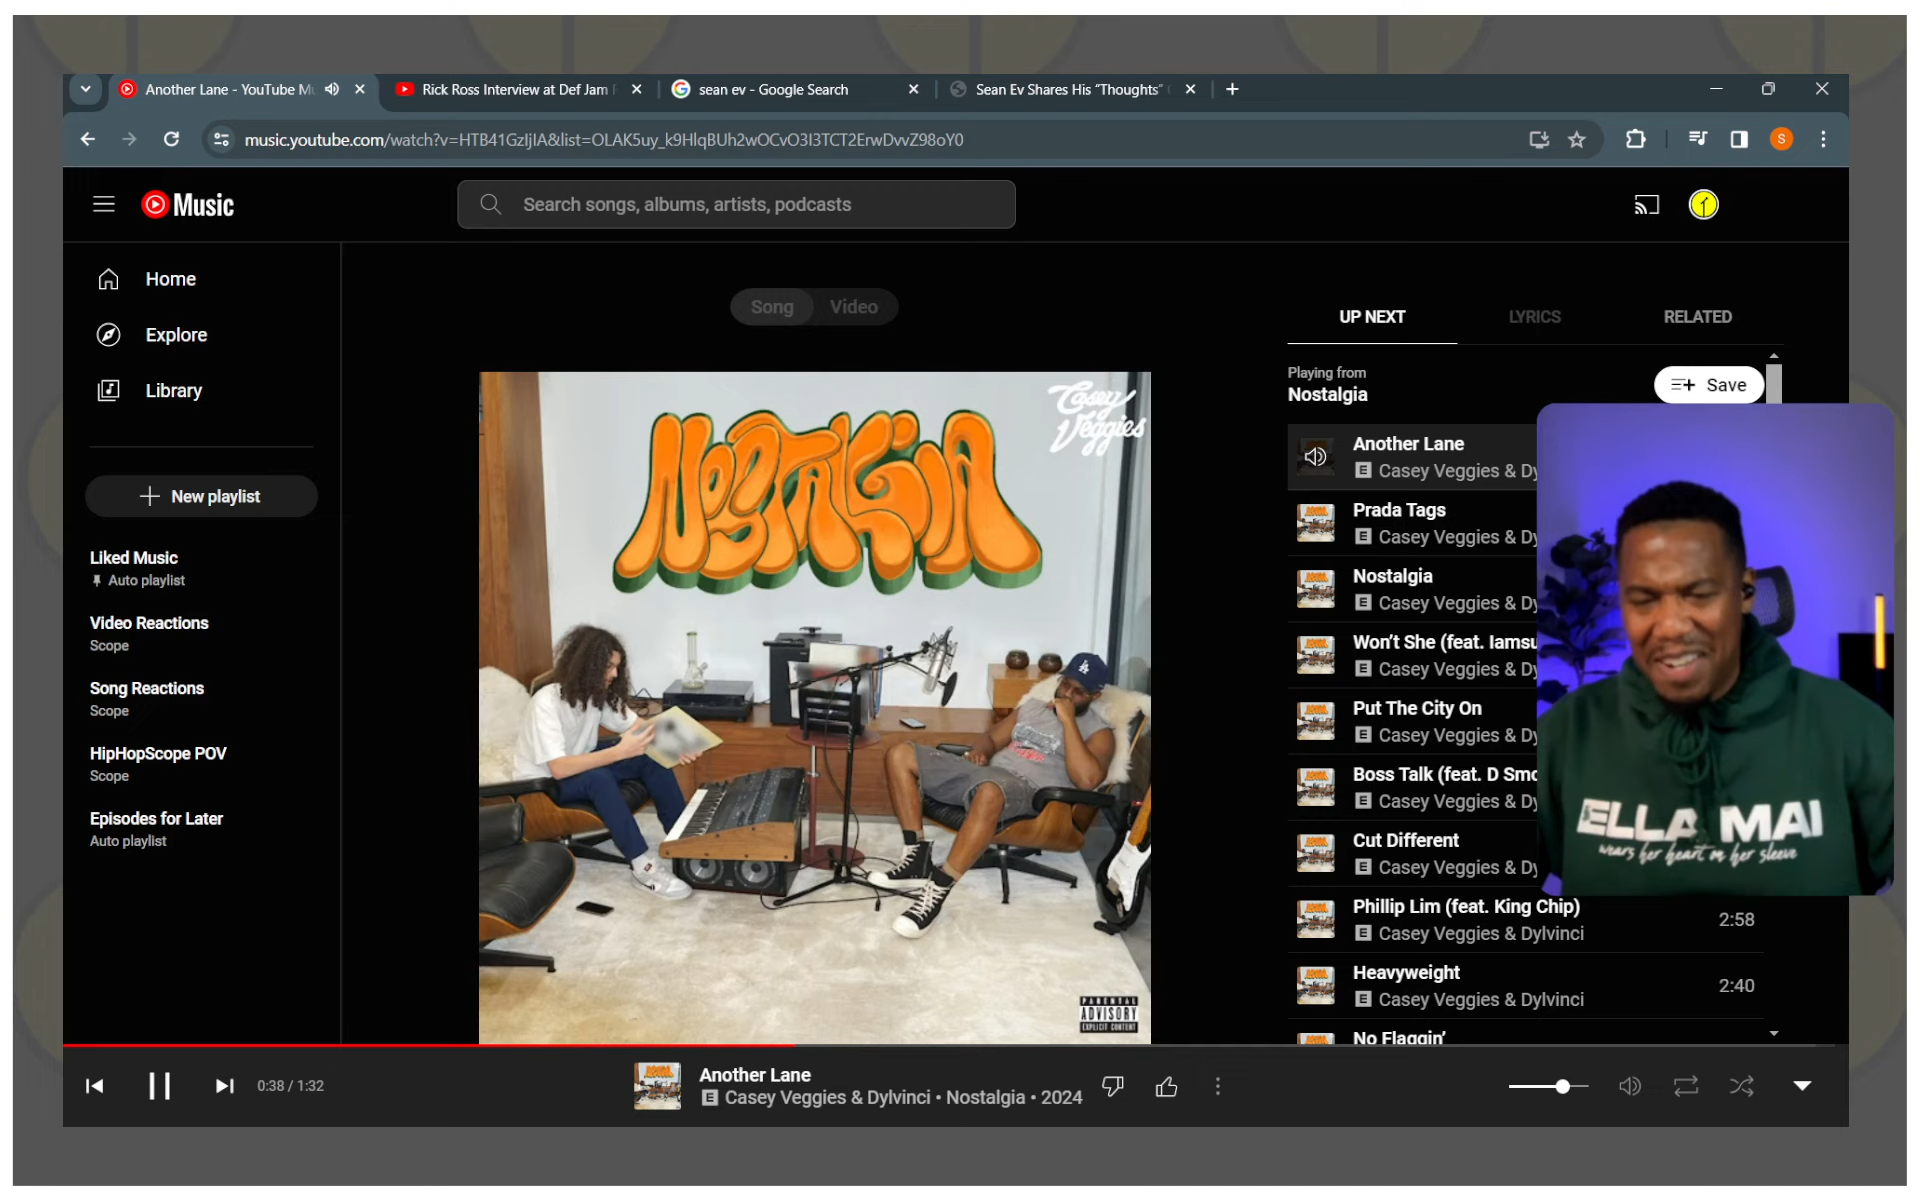 Another Lane - YouTube Mu
Rick Ross Interview at Def Jam
sean ev - Google Search
Sean Ev Shares His "Thoughts"
music.youtube.com/watch?v=HTB41GzIjIA&list=OLAK5uy_k9HlqBUh2wOCvO3I3TCT2ErwDvvZ98oY0
S
Music
Search songs, albums, artists, podcasts
Home
Explore
Library
New playlist
Liked Music
Auto playlist
Video Reactions
Scope
Song Reactions
Scope
HipHopScope POV
Scope
Episodes for Later
Auto playlist
Song Video
Casey
Veggies
NOSTALGIA
LA
PARENTAL
ADVISORY
EXPLICIT CONTENT
UP NEXT LYRICS RELATED
Playing from
Nostalgia
Save
Another Lane
E Casey Veggies & Dy
Prada Tags
E Casey Veggies & Dy
Nostalgia
E Casey Veggies & Dy
Won't She (feat. Iamsu
E Casey Veggies & Dy
Put The City On
E Casey Veggies & Dy
Boss Talk (feat. D Smo
E Casey Veggies & Dy
Cut Different
E Casey Veggies & Dy
Phillip Lim (feat. King Chip)
E Casey Veggies & Dylvinci
2:58
Heavyweight
E Casey Veggies & Dylvinci
2:40
No Flaggin'
ELLA MAI
wears her heart on her sleeve
0:38 / 1:32
Another Lane
E Casey Veggies & Dylvinci • Nostalgia • 2024